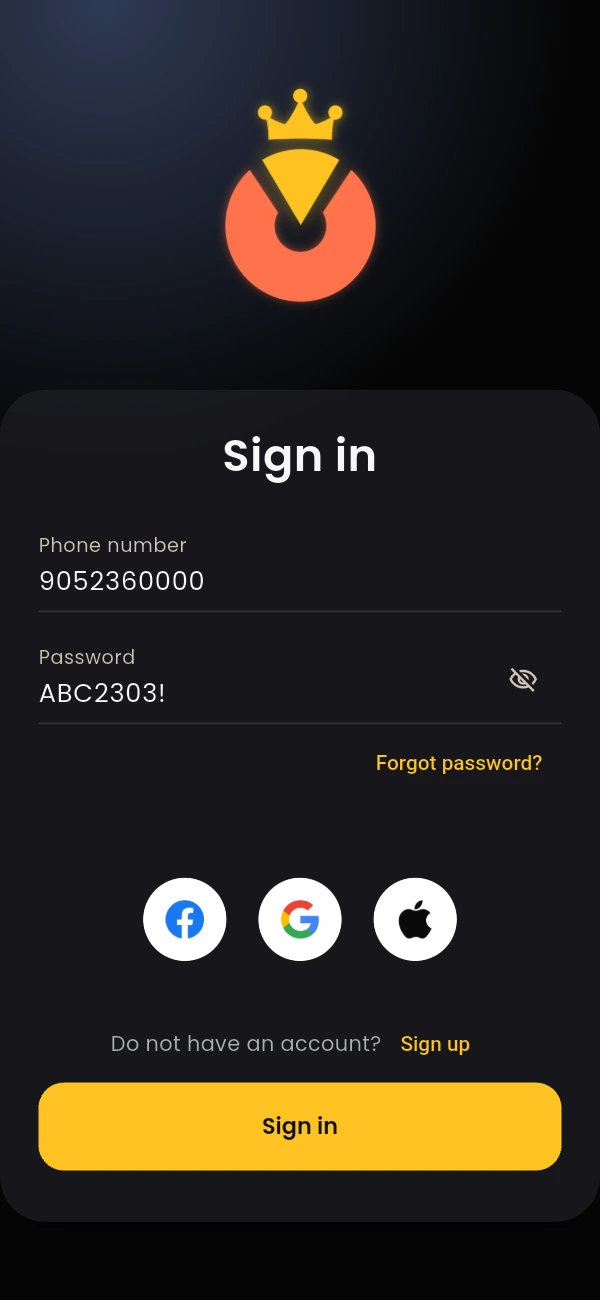 Sign in
Phone number
9052360000
Password
ABC2303!
Forgot password?
Do not have an account? Sign up
Sign in